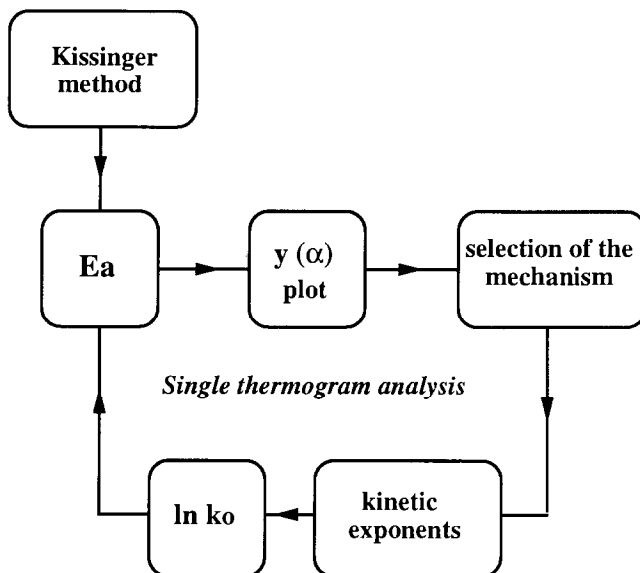 Kissinger
method
Ea
y (α)
plot
selection of the
mechanism
Single thermogram analysis
ln ko
kinetic
exponents